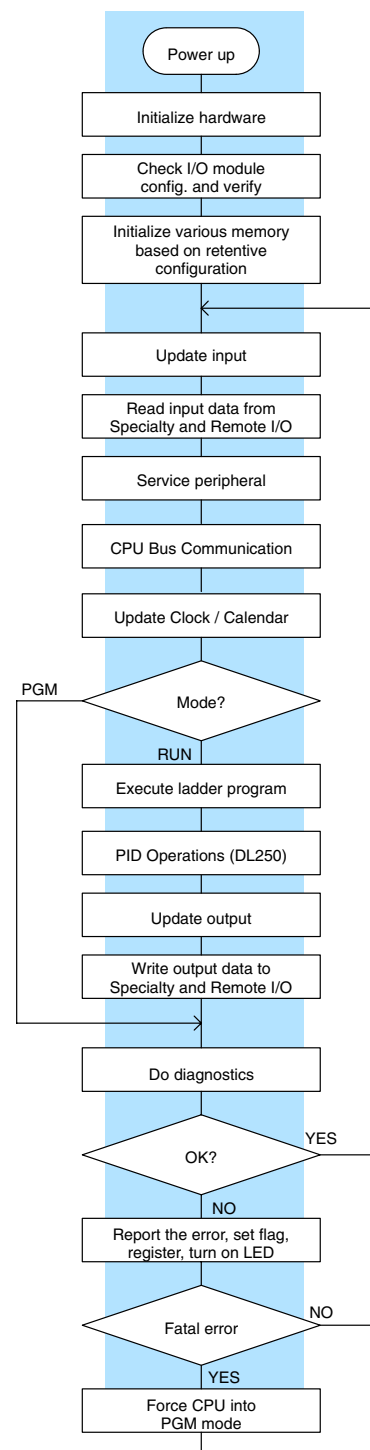 Power up
Initialize hardware
Check I/O module
config. and verify
Initialize various memory
based on retentive
configuration
Update input
Read input data from
Specialty and Remote I/O
Service peripheral
CPU Bus Communication
Update Clock / Calendar
PGM
Mode?
RUN
Execute ladder program
PID Operations (DL250)
Update output
Write output data to
Specialty and Remote I/O
Do diagnostics
OK?
YES
NO
Report the error, set flag,
register, turn on LED
Fatal error
NO
YES
Force CPU into
PGM mode